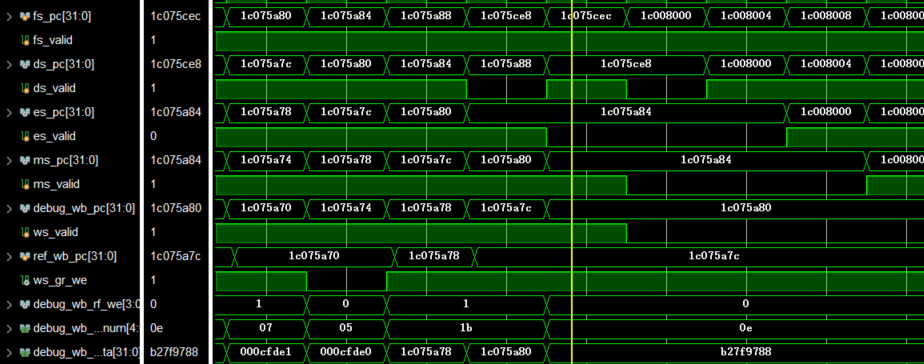 fs_pc[31:0] 1c075cec 1c075a80 1c075a84 1c075a88 1c075ce8 1c075cec 1c008000 1c008004 1c008008 1c00800
fs_valid 1
ds_pc[31:0] 1c075ce8 1c075a7c 1c075a80 1c075a84 1c075a88 1c075ce8 1c008000 1c008004 1c00800
ds_valid 1
es_pc[31:0] 1c075a84 1c075a78 1c075a7c 1c075a80 1c075a84 1c008000 1c00800
es_valid 0
ms_pc[31:0] 1c075a84 1c075a74 1c075a78 1c075a7c 1c075a80 1c075a84 1c00800
ms_valid 1
debug_wb_pc[31:0] 1c075a80 1c075a70 1c075a74 1c075a78 1c075a7c 1c075a80
ws_valid 1
ref_wb_pc[31:0] 1c075a7c 1c075a70 1c075a78 1c075a7c
ws_gr_we 1
debug_wb_rf_we[3:0 0 1 0 1 0
debug_wb_...num[4: 0e 07 05 1b 0e
debug_wb_...ta[31:0] b27f9788 000cfde1 000cfde0 1c075a78 1c075a80 b27f9788